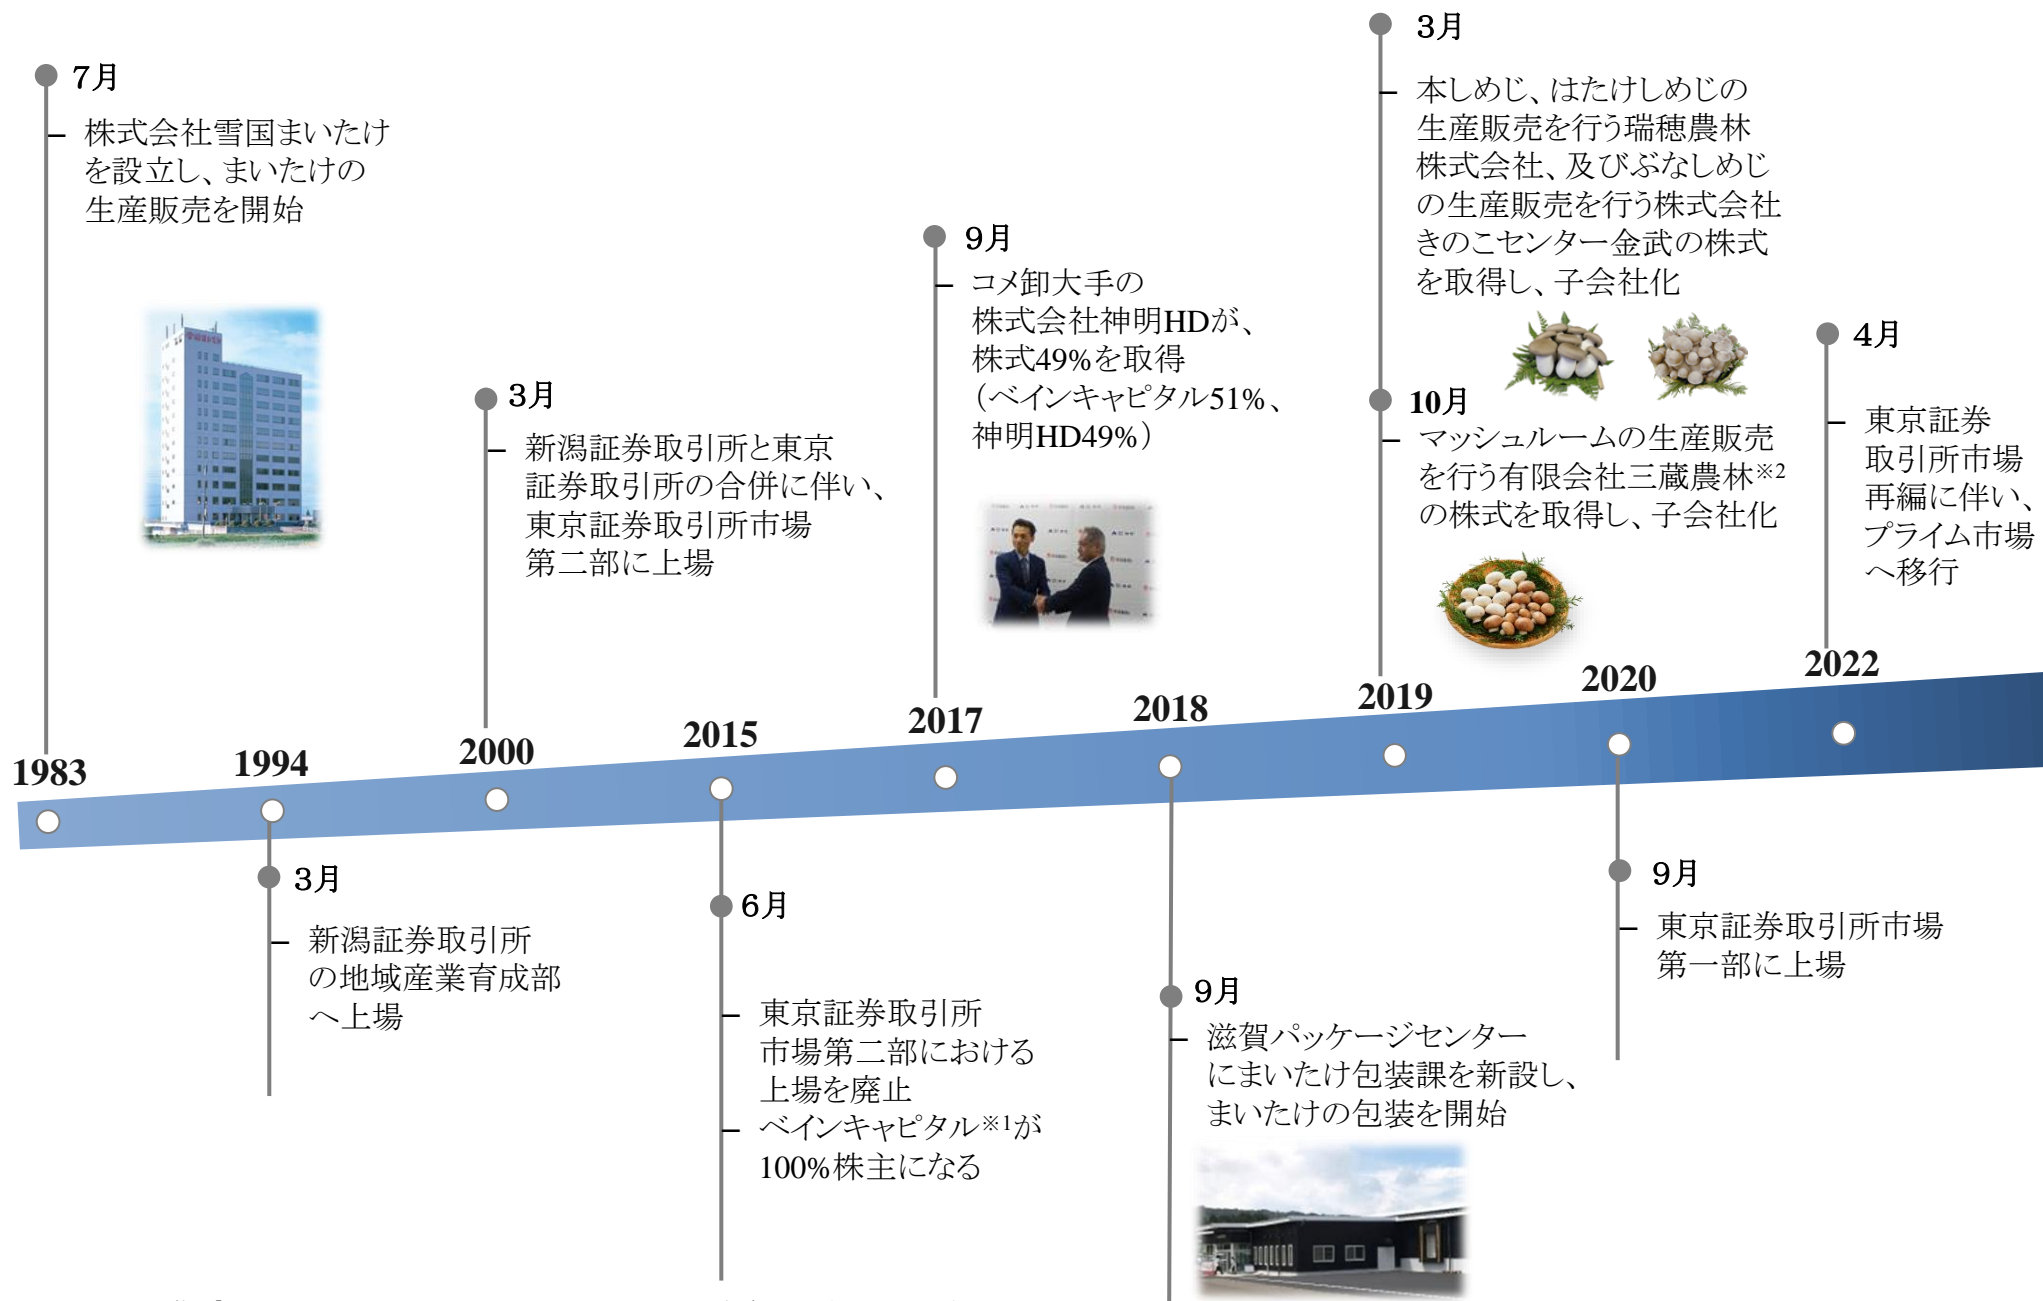 7月
株式会社雪国まいたけ
を設立し、まいたけの
生産販売を開始
3月
新潟証券取引所と東京
証券取引所の合併に伴い、
東京証券取引所市場
第二部に上場
9月
コメ卸大手の
株式会社神明HDが、
株式49%を取得
（ベインキャピタル51%、
神明HD49%）
3月
本しめじ、はたけしめじの
生産販売を行う瑞穂農林
株式会社、及びぶなしめじ
の生産販売を行う株式会社
きのこセンター金武の株式
を取得し、子会社化
10月
マッシュルームの生産販売
を行う有限会社三蔵農林※2
の株式を取得し、子会社化
4月
東京証券
取引所市場
再編に伴い、
プライム市場
へ移行
1983
1994
2000
2015
2017
2018
2019
2020
2022
3月
新潟証券取引所
の地域産業育成部
へ上場
6月
東京証券取引所
市場第二部における
上場を廃止
ベインキャピタル※1が
100%株主になる
9月
滋賀パッケージセンター
にまいたけ包装課を新設し、
まいたけの包装を開始
9月
東京証券取引所市場
第一部に上場